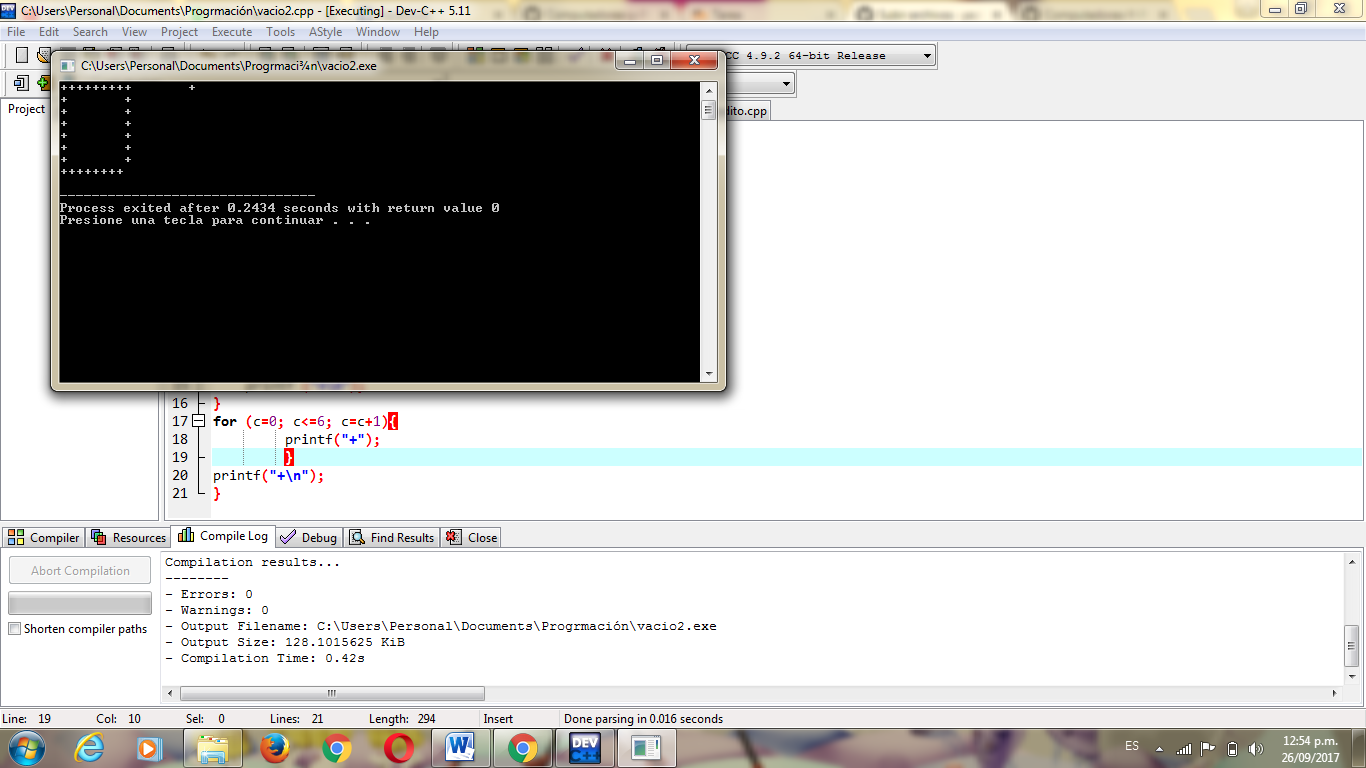 C:\Users\Personal\Documents\Progrmación\vacio2.cpp - [Executing] - Dev-C++ 5.11
File Edit Search View Project Execute Tools AStyle Window Help
CC 4.9.2 64-bit Release
C:\Users\Personal\Documents\Progrmaci¾n\vacio2.exe
Project
dito.cpp
+++++++++       +
+       +
+       +
+       +
+       +
+       +
+       +
++++++++
--------------------------------
Process exited after 0.2434 seconds with return value 0
Presione una tecla para continuar . . .
16 }
17 for (c=0; c<=6; c=c+1){
18 printf("+");
19 }
20 printf("+\n");
21 }
Compiler Resources Compile Log Debug Find Results Close
Abort Compilation
Shorten compiler paths
Compilation results...
--------
- Errors: 0
- Warnings: 0
- Output Filename: C:\Users\Personal\Documents\Progrmación\vacio2.exe
- Output Size: 128.1015625 KiB
- Compilation Time: 0.42s
Line: 19 Col: 10 Sel: 0 Lines: 21 Length: 294 Insert Done parsing in 0.016 seconds
DEV C++
ES
12:54 p.m.
26/09/2017